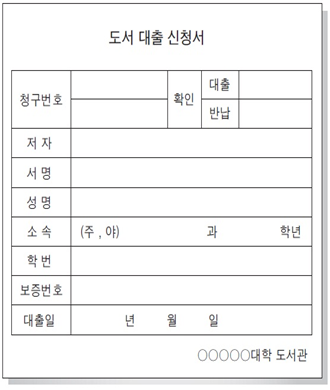 도서 대출 신청서
청구번호 확인 대출
반납
저 자
서 명
성 명
소 속 (주 , 야) 과 학년
학 번
보증번호
대출일 년 월 일
○○○○○대학 도서관